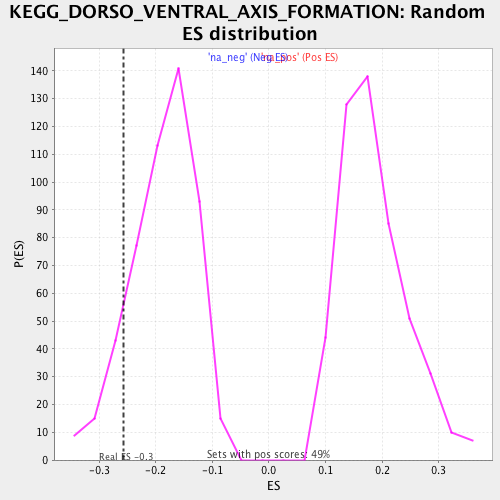 KEGG_DORSO_VENTRAL_AXIS_FORMATION: Random
ES distribution
'na_neg' (Neg ES) 'na_pos' (Pos ES)
140
130
120
110
100
90
80
70
60
50
40
30
20
10
0
P(ES)
Real ES -0.3
Sets with pos scores: 49%
-0.3 -0.2 -0.1 0.0 0.1 0.2 0.3
ES